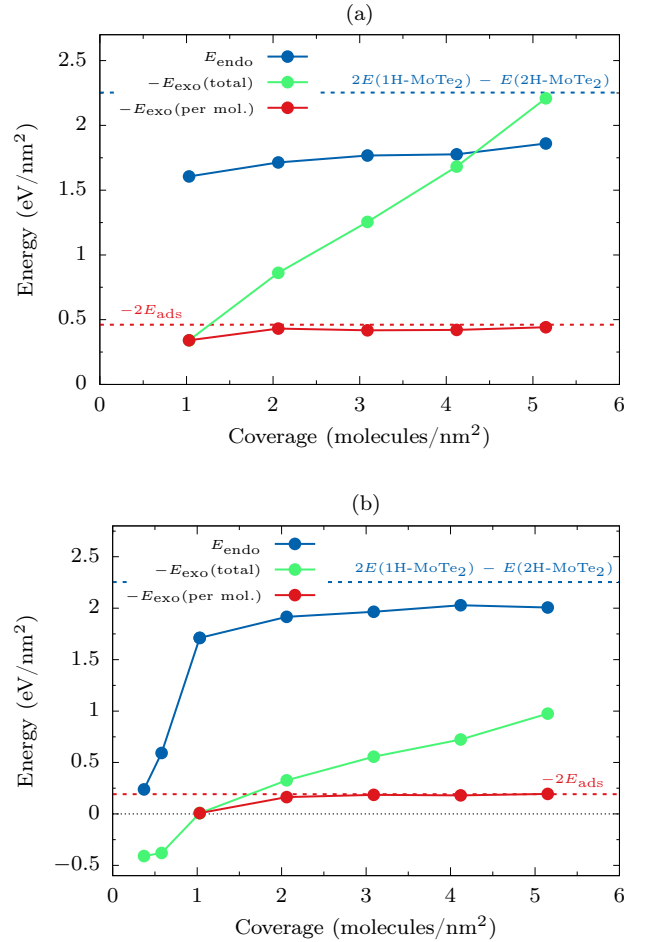 (a)
2.5
2
1.5
1
0.5
0
Energy (eV/nm²)
E_endo
−E_exo(total)
−E_exo(per mol.)
2E(1H-MoTe₂) − E(2H-MoTe₂)
−2E_ads
0 1 2 3 4 5 6
Coverage (molecules/nm²)
(b)
2.5
2
1.5
1
0.5
0
−0.5
Energy (eV/nm²)
E_endo
−E_exo(total)
−E_exo(per mol.)
2E(1H-MoTe₂) − E(2H-MoTe₂)
−2E_ads
0 1 2 3 4 5 6
Coverage (molecules/nm²)